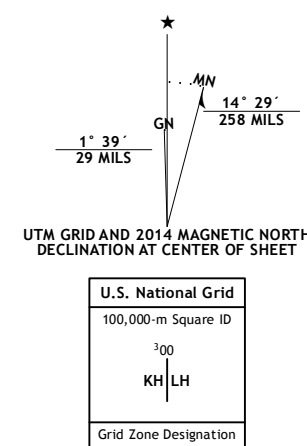 ★
MN
GN
14° 29´
258 MILS
1° 39´
29 MILS
UTM GRID AND 2014 MAGNETIC NORTH
DECLINATION AT CENTER OF SHEET
U.S. National Grid
100,000-m Square ID
³00
KH LH
Grid Zone Designation